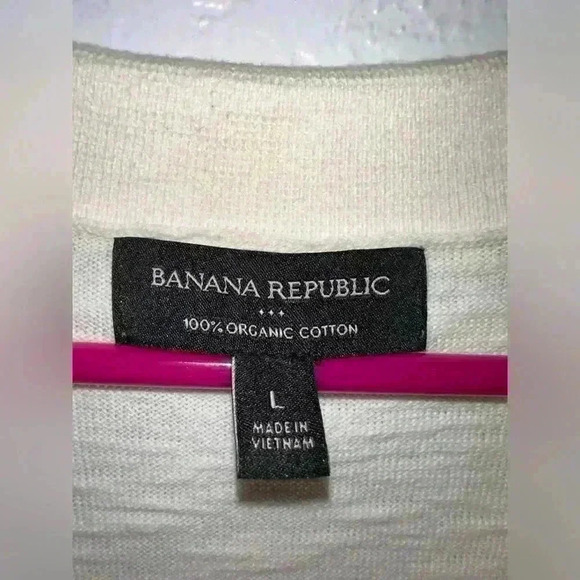 BANANA REPUBLIC
100% ORGANIC COTTON
L
MADE IN
VIETNAM